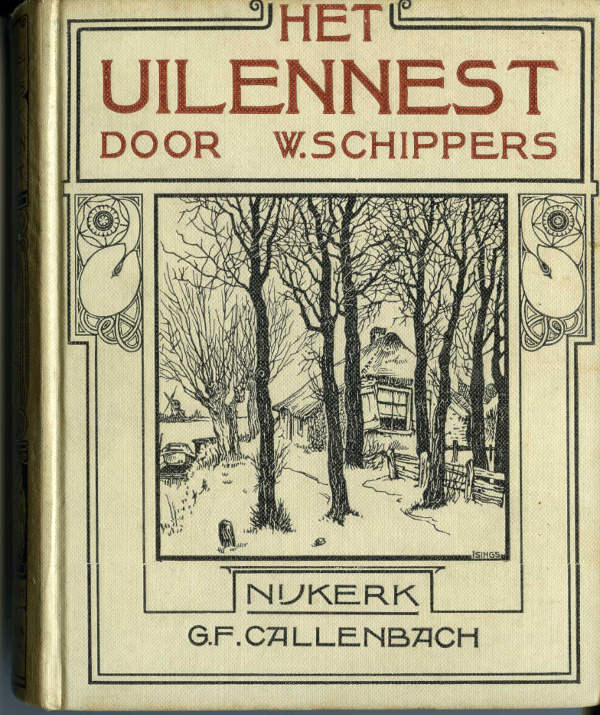 HET
UILENNEST
DOOR W. SCHIPPERS
ISINGS
NIJKERK
G.F. CALLENBACH